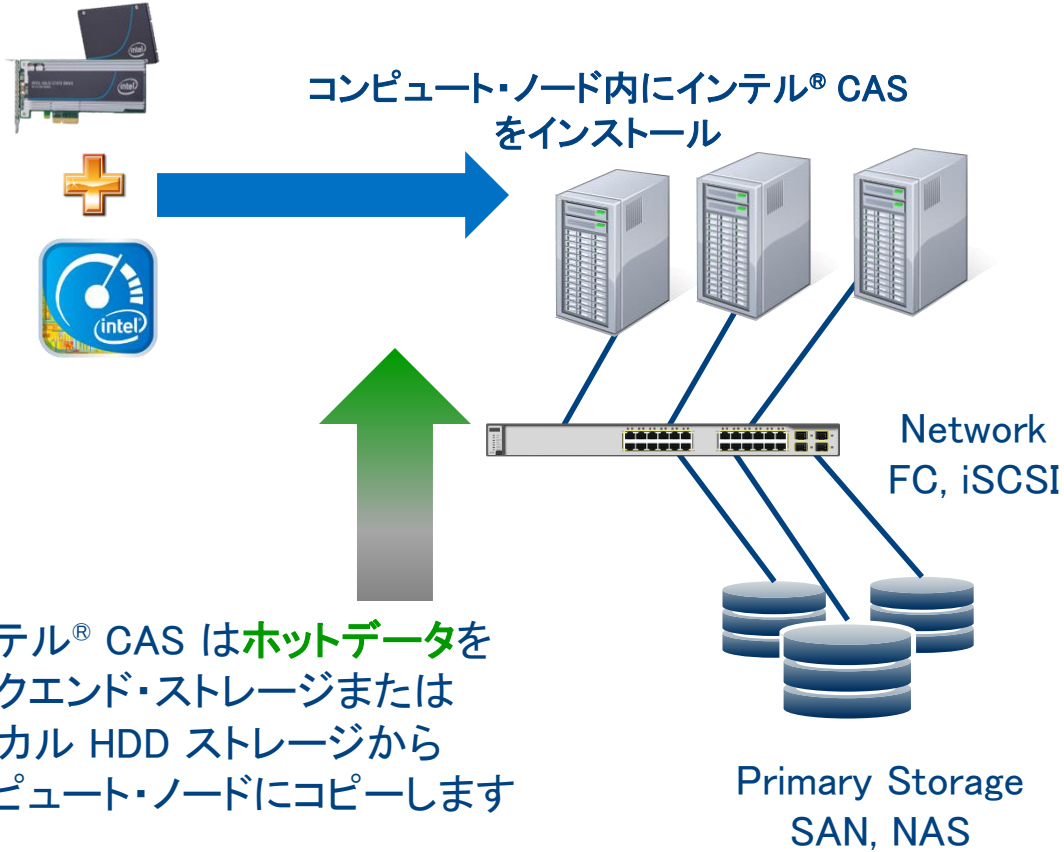 intel
intel
コンピュート・ノード内にインテル® CAS
をインストール
intel
Network
FC, iSCSI
テル® CAS はホットデータを
クエンド・ストレージまたは
カル HDD ストレージから
ピュート・ノードにコピーします
Primary Storage
SAN, NAS